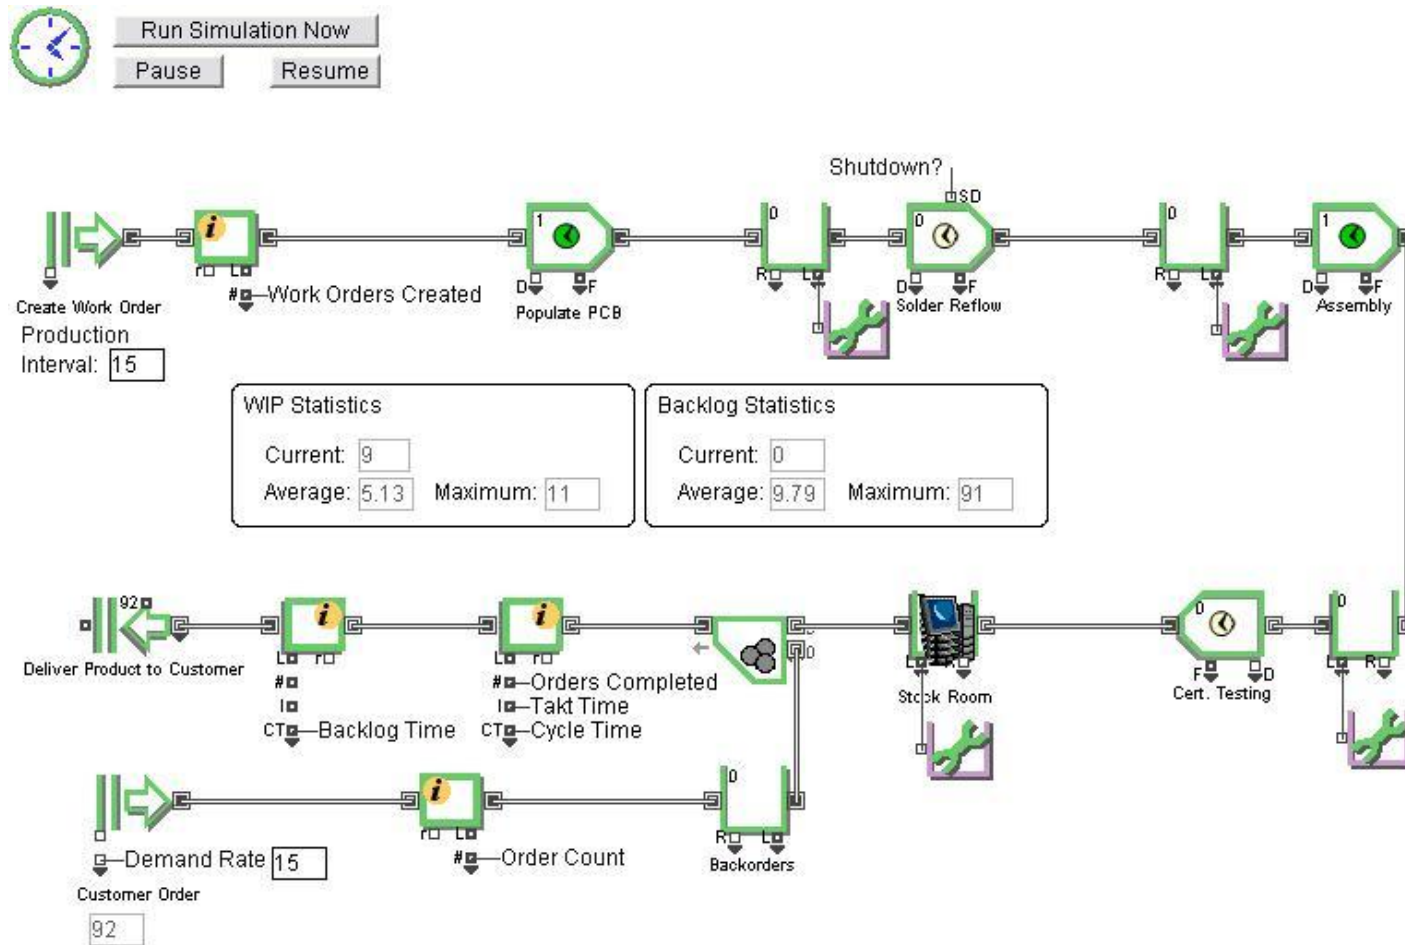 Run Simulation Now
Pause Resume
Shutdown?
SD
i 1 0 0 0 1
r L R L R L
# Work Orders Created
D F D F D F
Create Work Order Populate PCB Solder Reflow Assembly
Production
Interval: 15
WIP Statistics Backlog Statistics
Current: 9 Current: 0
Average: 5.13 Maximum: 11 Average: 9.79 Maximum: 91
92 i i 0 0
0
L r L r L L R
F D
Deliver Product to Customer Stock Room Cert. Testing
# # Orders Completed
I I Takt Time
CT Backlog Time CT Cycle Time
i 0
r L R L
Demand Rate 15 # Order Count Backorders
Customer Order
92